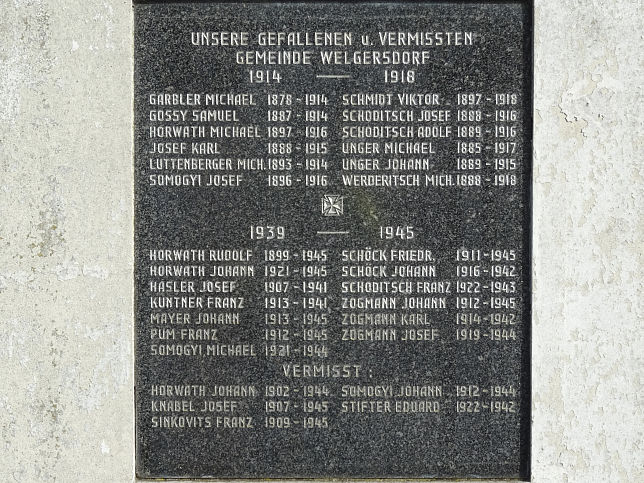 UNSERE GEFALLENEN u. VERMISSTEN
GEMEINDE WELGERSDORF
1914 — 1918
GARBLER MICHAEL 1878 - 1914 SCHMIDT VIKTOR 1897 - 1918
GOSSY SAMUEL 1887 - 1914 SCHODITSCH JOSEF 1888 - 1916
HORWATH MICHAEL 1897 - 1916 SCHODITSCH ADOLF 1889 - 1916
JOSEF KARL 1888 - 1915 UNGER MICHAEL 1885 - 1917
LUTTENBERGER MICH. 1893 - 1914 UNGER JOHANN 1889 - 1915
SOMOGYI JOSEF 1896 - 1916 WERDERITSCH MICH. 1888 - 1918
1939 — 1945
HORWATH RUDOLF 1899 - 1945 SCHÖCK FRIEDR. 1911 - 1945
HORWATH JOHANN 1921 - 1945 SCHÖCK JOHANN 1916 - 1942
HASLER JOSEF 1907 - 1941 SCHODITSCH FRANZ 1922 - 1943
KUNTNER FRANZ 1913 - 1941 ZOGMANN JOHANN 1912 - 1945
MAYER JOHANN 1913 - 1945 ZOGMANN KARL 1914 - 1942
PUM FRANZ 1912 - 1945 ZOGMANN JOSEF 1919 - 1944
SOMOGYI MICHAEL 1921 - 1944
VERMISST :
HORWATH JOHANN 1902 - 1944 SOMOGYI JOHANN 1912 - 1944
KNABEL JOSEF 1907 - 1945 STIFTER EDUARD 1922 - 1942
SINKOVITS FRANZ 1909 - 1945